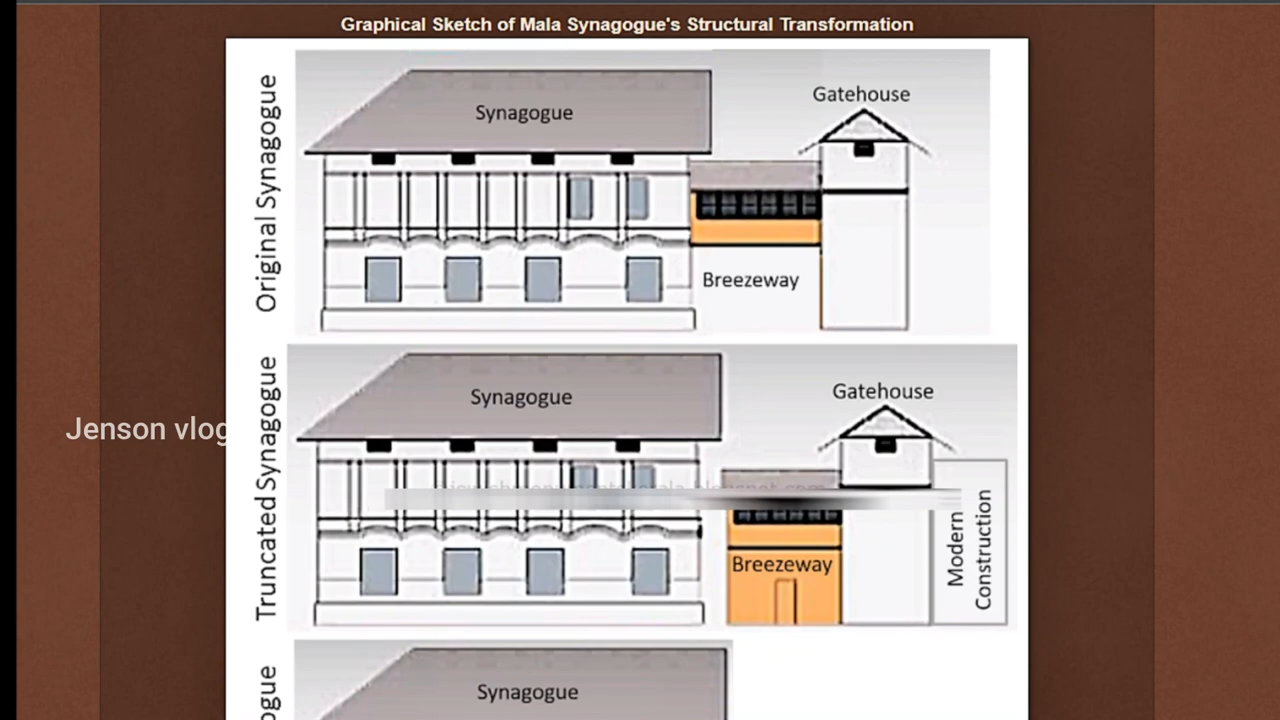 Graphical Sketch of Mala Synagogue's Structural Transformation
Original Synagogue
Synagogue
Gatehouse
Breezeway
Truncated Synagogue
Synagogue
Gatehouse
Breezeway
Modern
Construction
Jenson vlog
Synagogue